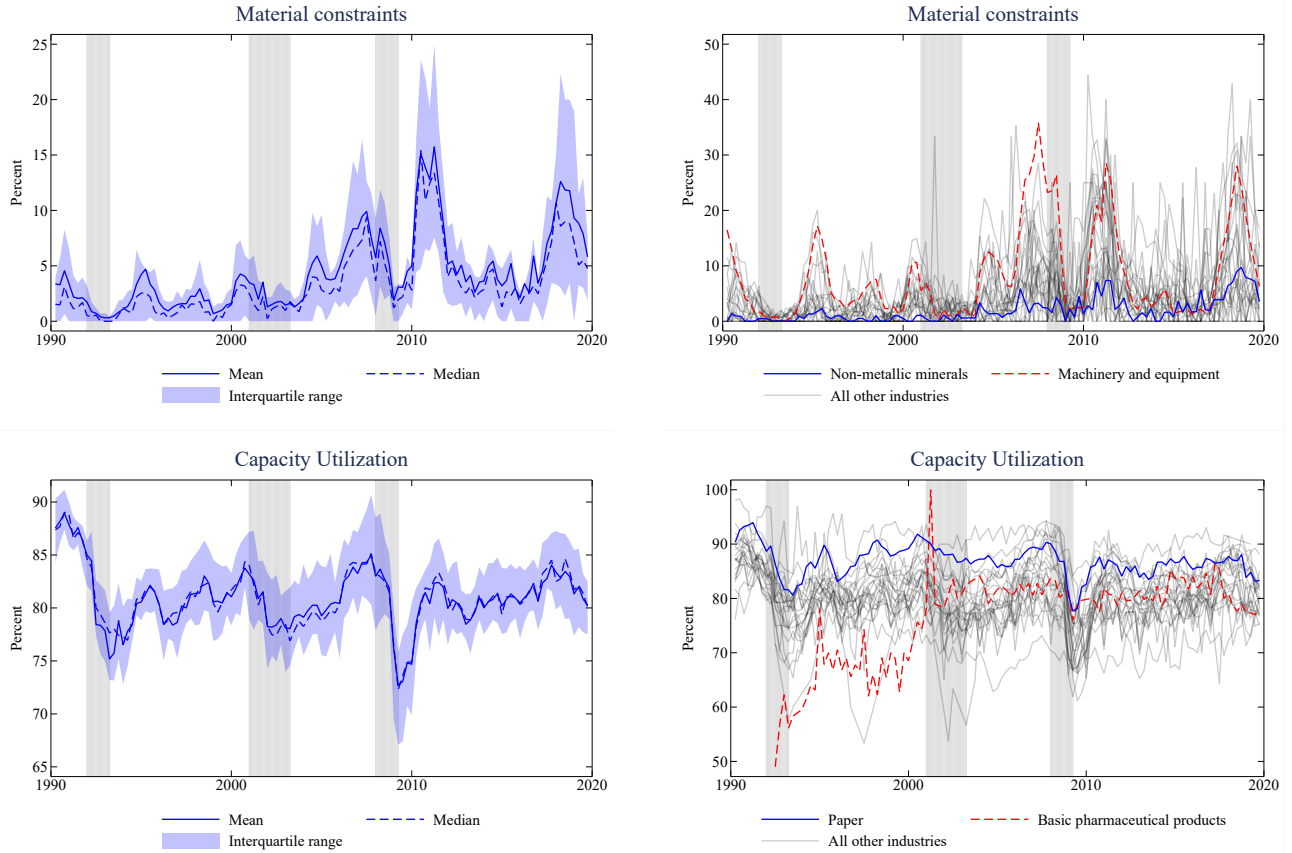 Material constraints
Percent
25
20
15
10
5
0
1990
2000
2010
2020
Mean
Median
Interquartile range
Material constraints
Percent
50
40
30
20
10
0
1990
2000
2010
2020
Non-metallic minerals
Machinery and equipment
All other industries
Capacity Utilization
Percent
90
85
80
75
70
65
1990
2000
2010
2020
Mean
Median
Interquartile range
Capacity Utilization
Percent
100
90
80
70
60
50
1990
2000
2010
2020
Paper
Basic pharmaceutical products
All other industries